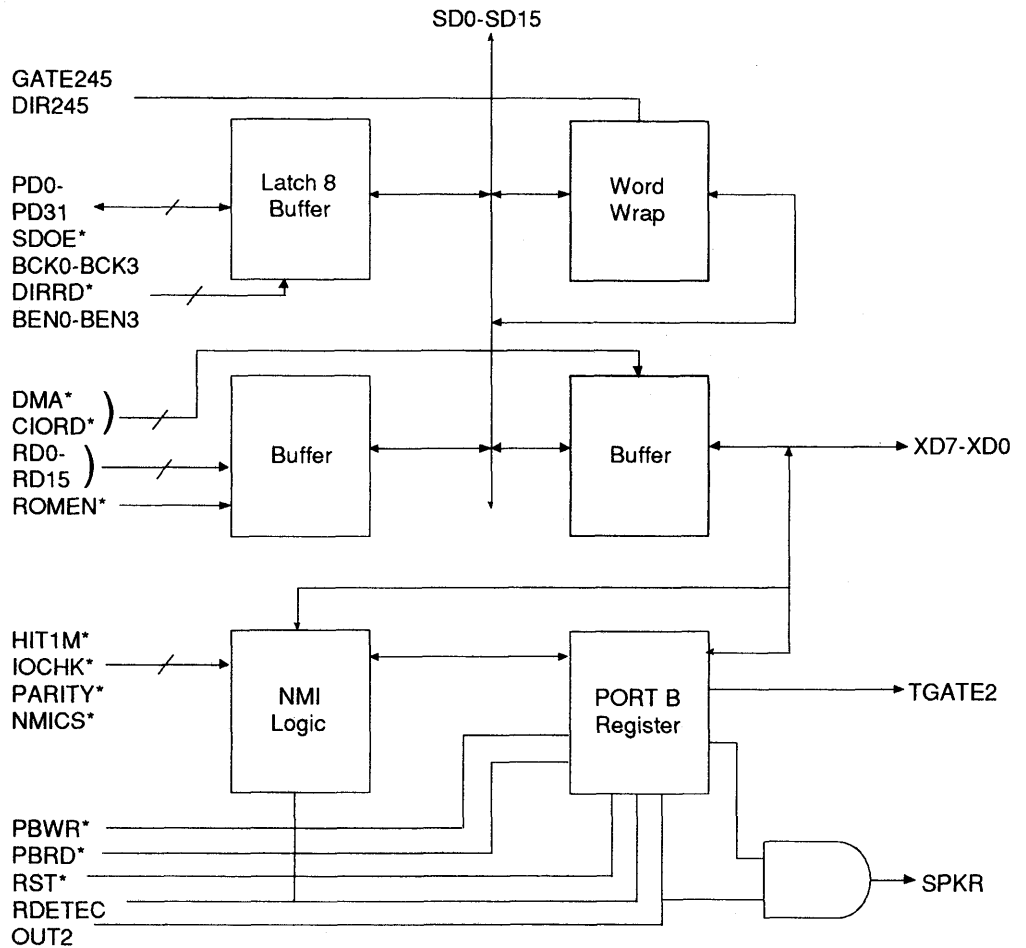 SD0-SD15
GATE245
DIR245
PD0-
PD31
SDOE*
BCK0-BCK3
DIRRD*
BEN0-BEN3
Latch 8
Buffer
Word
Wrap
DMA*
CIORD*
RD0-
RD15
ROMEN*
Buffer
Buffer
XD7-XD0
HIT1M*
IOCHK*
PARITY*
NMICS*
NMI
Logic
PORT B
Register
TGATE2
PBWR*
PBRD*
RST*
RDETEC
OUT2
SPKR